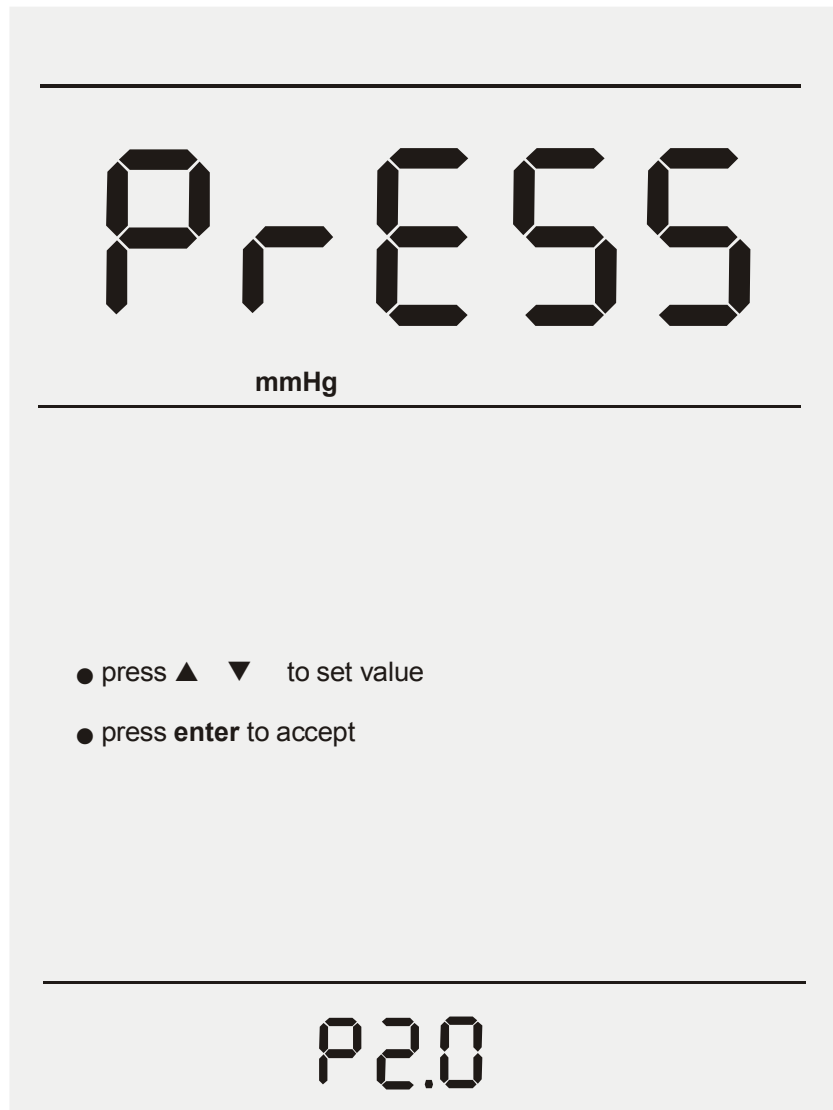 PrESS
mmHg
● press ▲ ▼ to set value
● press enter to accept
P2.0